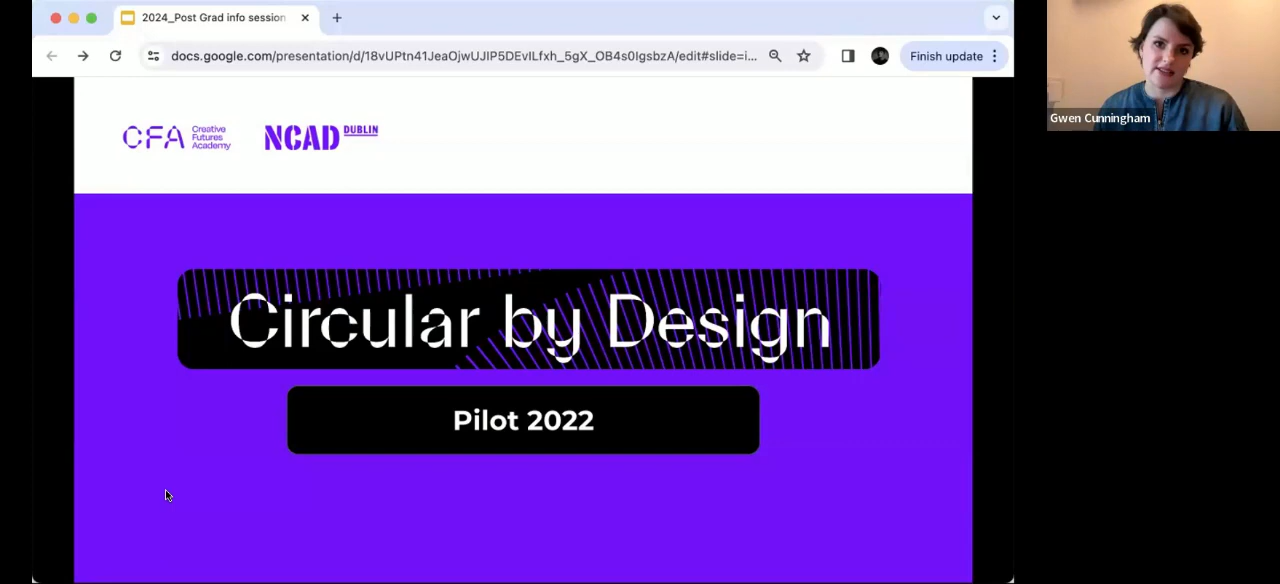 2024_Post Grad info session
docs.google.com/presentation/d/18vUPtn41JeaOjwUJIP5DEvILfxh_5gX_OB4s0Igsbz​A/edit#slide=i...
Finish update
Gwen Cunningham
CFA Creative
Futures
Academy
NCAD DUBLIN
Circular by Design
Pilot 2022